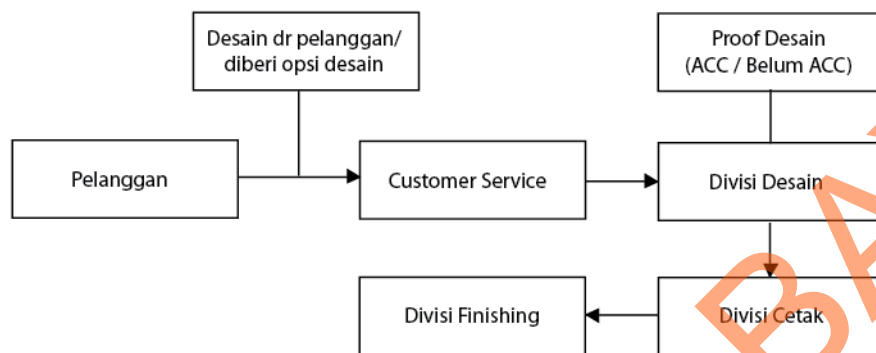 Desain dr pelanggan/
diberi opsi desain
Proof Desain
(ACC / Belum ACC)
Pelanggan
Customer Service
Divisi Desain
Divisi Finishing
Divisi Cetak
BA